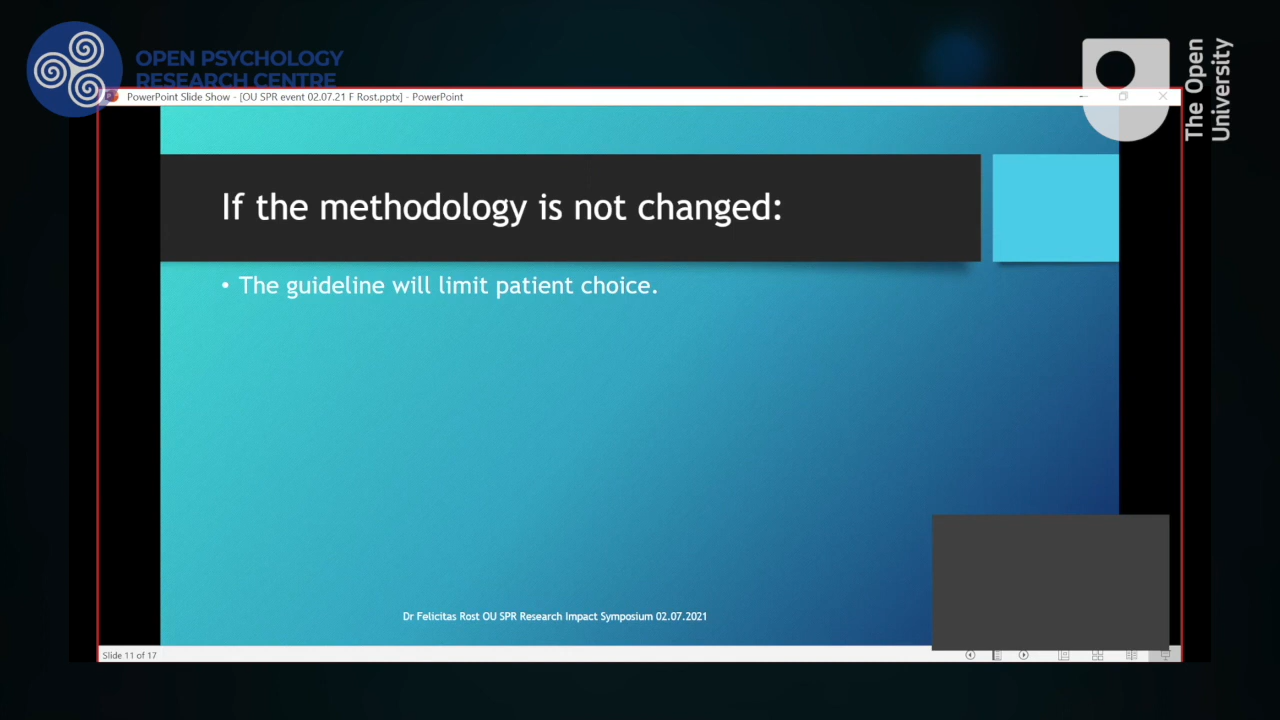 OPEN PSYCHOLOGY
RESEARCH CENTRE
The Open
University
PowerPoint Slide Show - [OU SPR event 02.07.21 F Rost.pptx] - PowerPoint
If the methodology is not changed:
• The guideline will limit patient choice.
Dr Felicitas Rost OU SPR Research Impact Symposium 02.07.2021
Slide 11 of 17